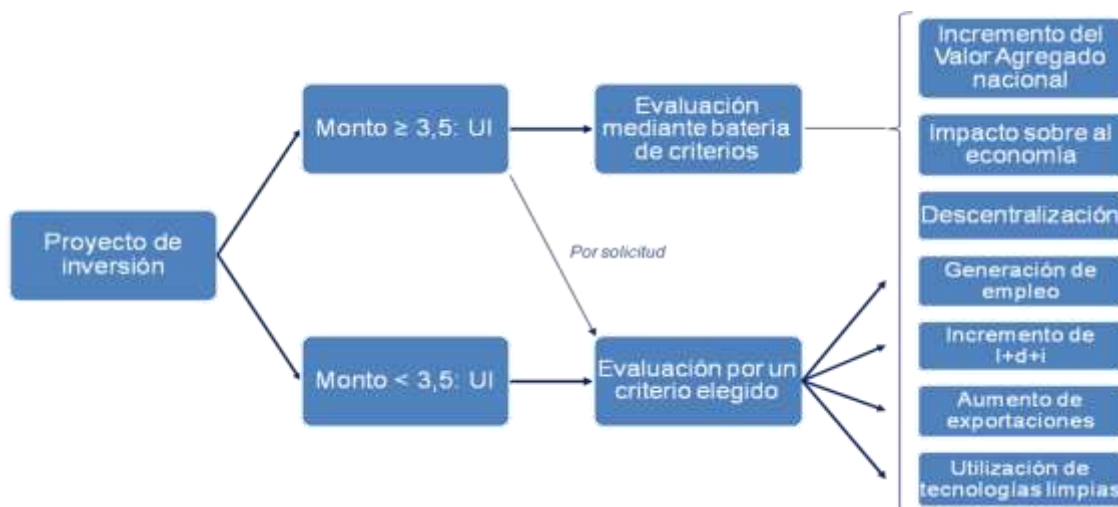 Proyecto de
inversión
Monto ≥ 3,5: UI
Monto < 3,5: UI
Evaluación
mediante batería
de criterios
Por solicitud
Evaluación por un
criterio elegido
Incremento del
Valor Agregado
nacional
Impacto sobre al
economía
Descentralización
Generación de
empleo
Incremento de
I+d+i
Aumento de
exportaciones
Utilización de
tecnologías limpias